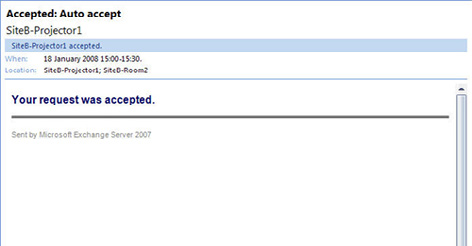 Accepted: Auto accept
SiteB-Projector1
SiteB-Projector1 accepted.
When: 18 January 2008 15:00-15:30.
Location: SiteB-Projector1; SiteB-Room2
Your request was accepted.
Sent by Microsoft Exchange Server 2007